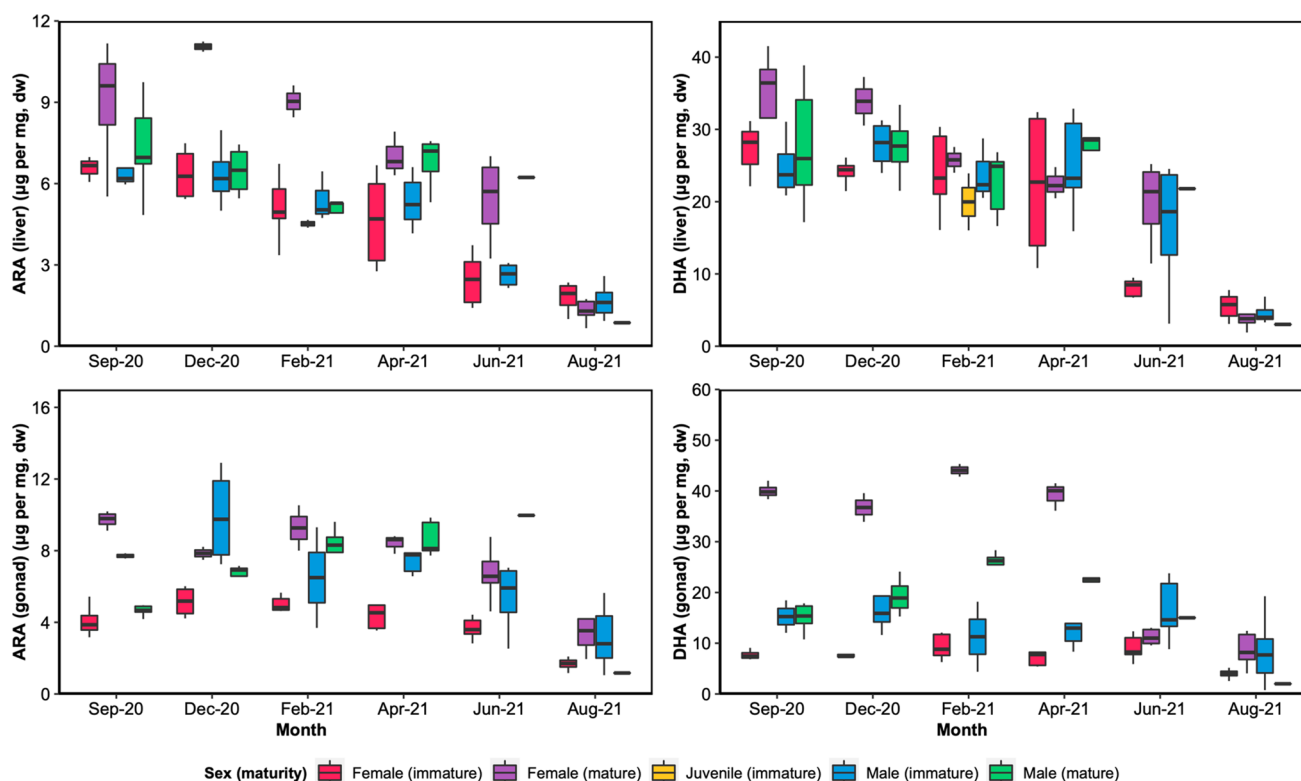 ARA (liver) (µg per mg, dw)
12
9
6
3
0
Sep-20 Dec-20 Feb-21 Apr-21 Jun-21 Aug-21
DHA (liver) (µg per mg, dw)
40
30
20
10
0
Sep-20 Dec-20 Feb-21 Apr-21 Jun-21 Aug-21
ARA (gonad) (µg per mg, dw)
16
12
8
4
0
Sep-20 Dec-20 Feb-21 Apr-21 Jun-21 Aug-21
Month
DHA (gonad) (µg per mg, dw)
60
50
40
30
20
10
0
Sep-20 Dec-20 Feb-21 Apr-21 Jun-21 Aug-21
Month
Sex (maturity) Female (immature) Female (mature) Juvenile (immature) Male (immature) Male (mature)